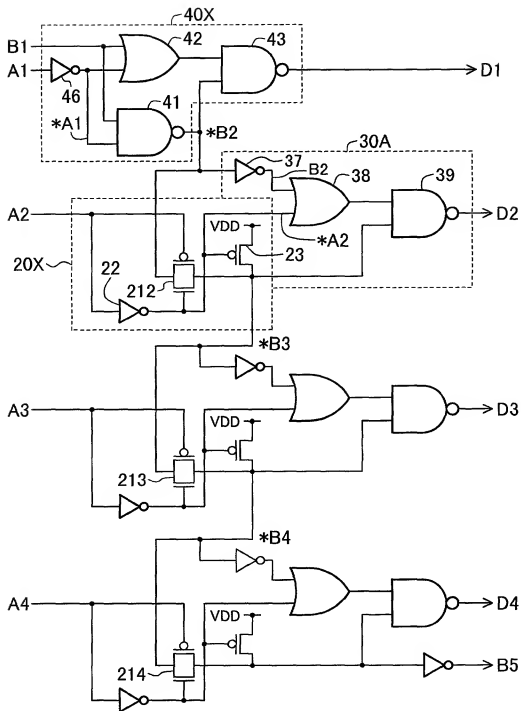 40X
B1
42
43
A1
D1
46
41
*A1
*B2
30A
37
B2
38
39
A2
VDD
D2
*A2
20X
22
23
212
*B3
A3
VDD
D3
213
*B4
A4
VDD
D4
214
B5